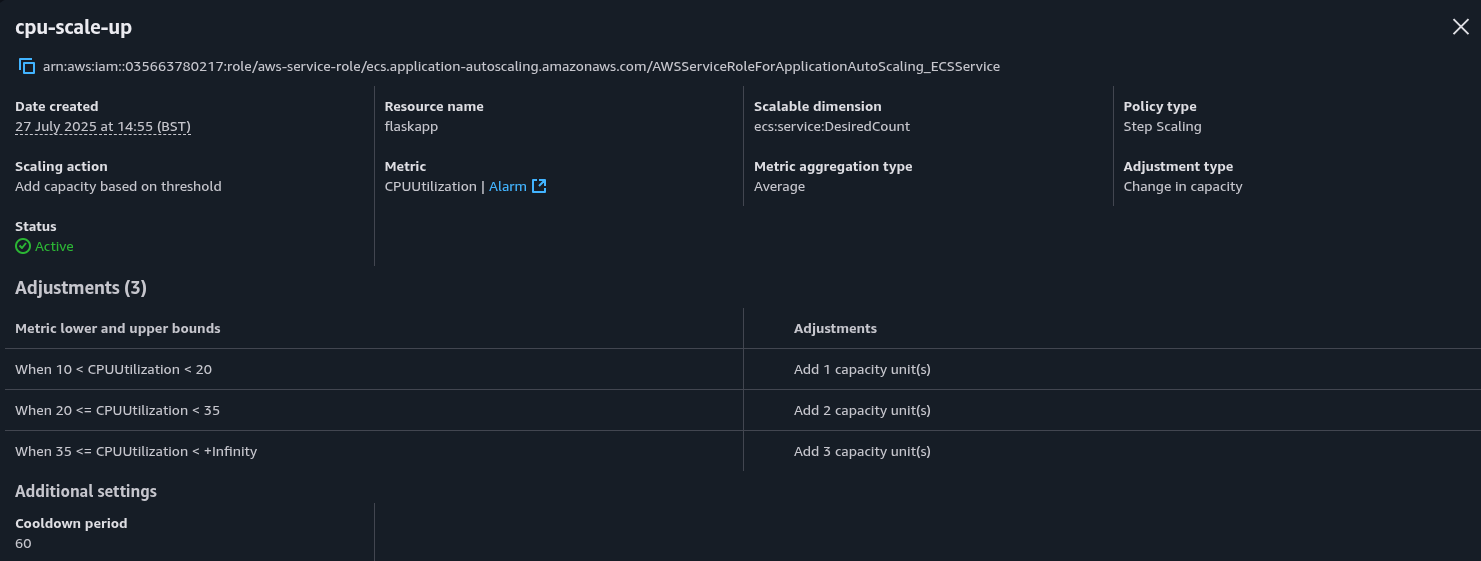 cpu-scale-up
arn:aws:iam::035663780217:role/aws-service-role/ecs.application-autoscaling.amazonaws.com/AWSServiceRoleForApplicationAutoScaling_ECSService
Date created
27 July 2025 at 14:55 (BST)
Resource name
flaskapp
Scalable dimension
ecs:service:DesiredCount
Policy type
Step Scaling
Scaling action
Add capacity based on threshold
Metric
CPUUtilization | Alarm
Metric aggregation type
Average
Adjustment type
Change in capacity
Status
Active
Adjustments (3)
Metric lower and upper bounds
Adjustments
When 10 < CPUUtilization < 20
Add 1 capacity unit(s)
When 20 <= CPUUtilization < 35
Add 2 capacity unit(s)
When 35 <= CPUUtilization < +Infinity
Add 3 capacity unit(s)
Additional settings
Cooldown period
60